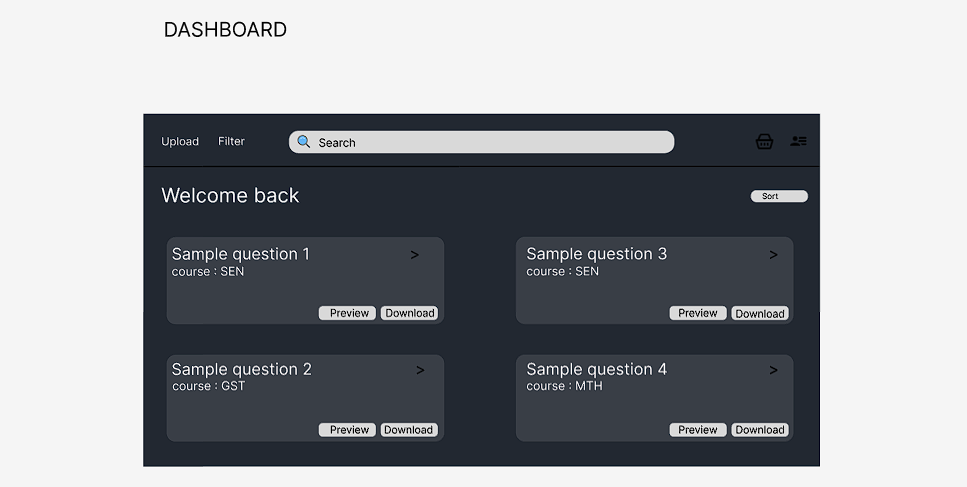 DASHBOARD
Upload Filter Search
Welcome back Sort
Sample question 1 >
course : SEN
Preview Download
Sample question 3 >
course : SEN
Preview Download
Sample question 2 >
course : GST
Preview Download
Sample question 4 >
course : MTH
Preview Download